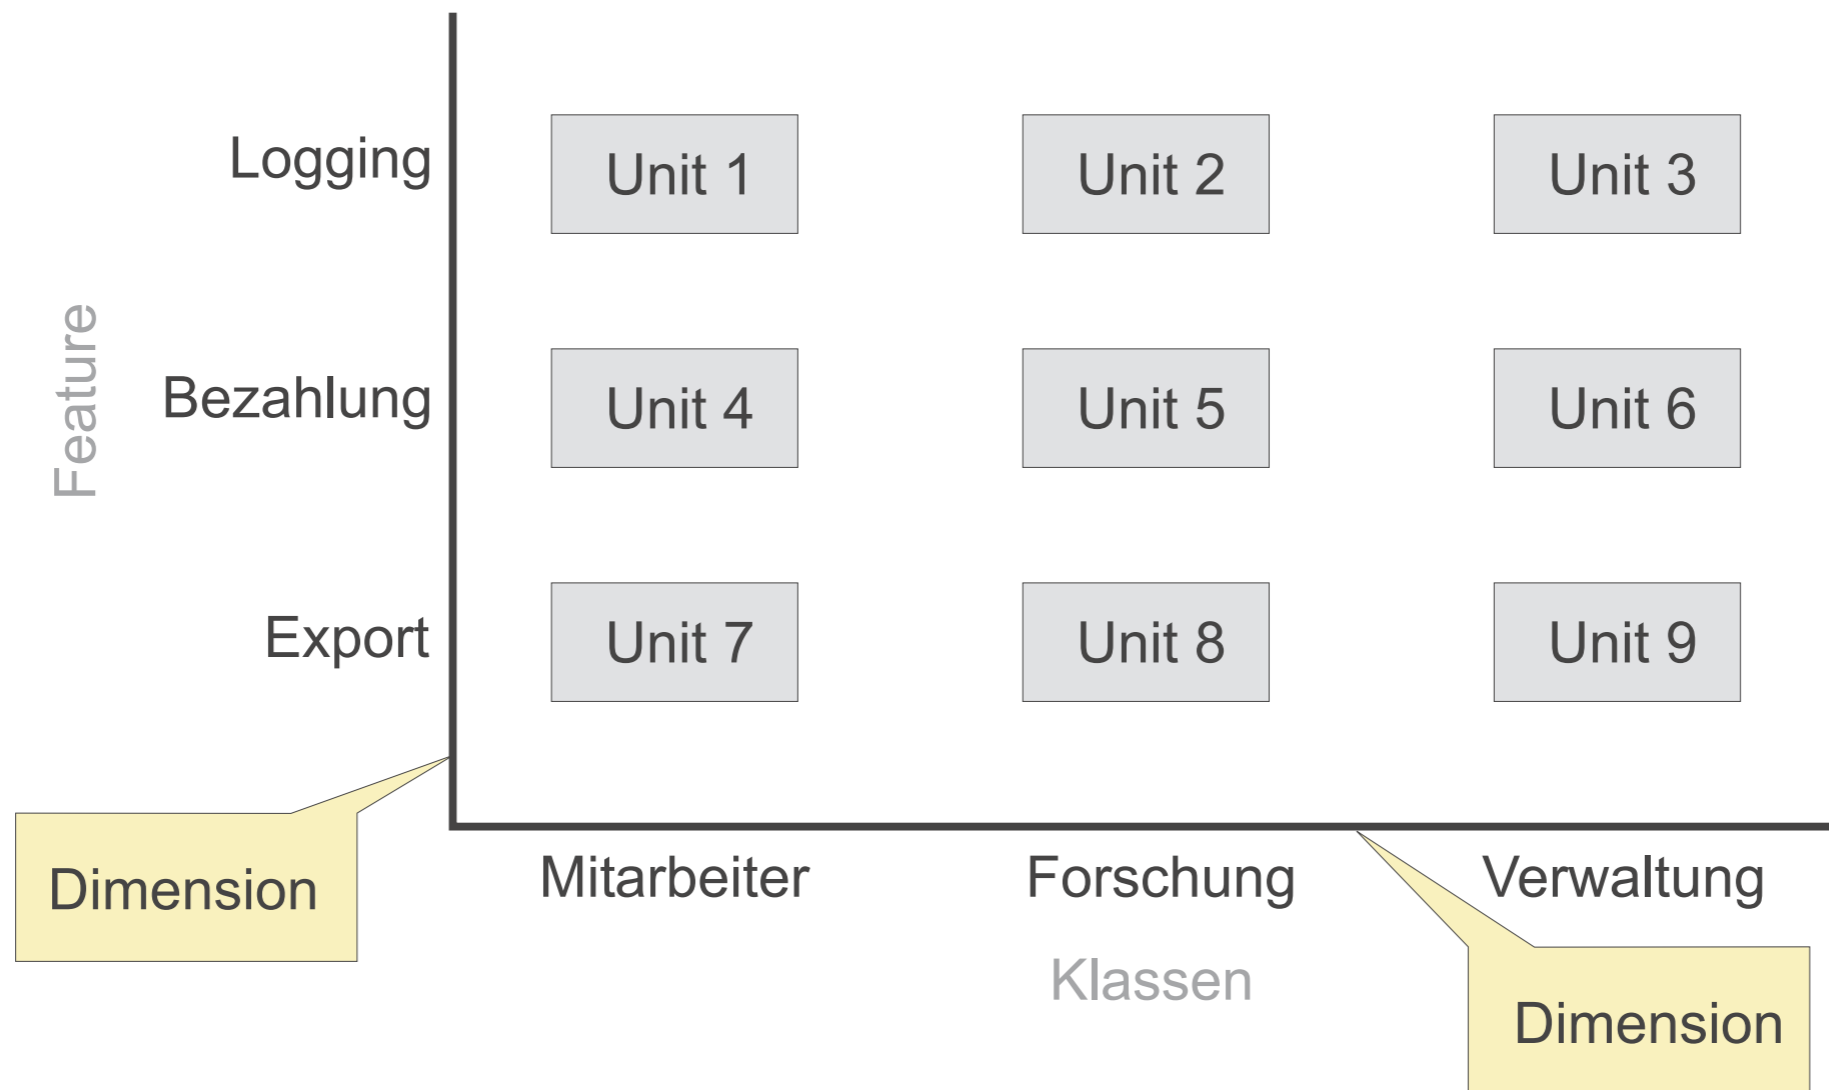 Feature
Logging
Unit 1
Unit 2
Unit 3
Bezahlung
Unit 4
Unit 5
Unit 6
Export
Unit 7
Unit 8
Unit 9
Dimension
Mitarbeiter
Forschung
Verwaltung
Klassen
Dimension